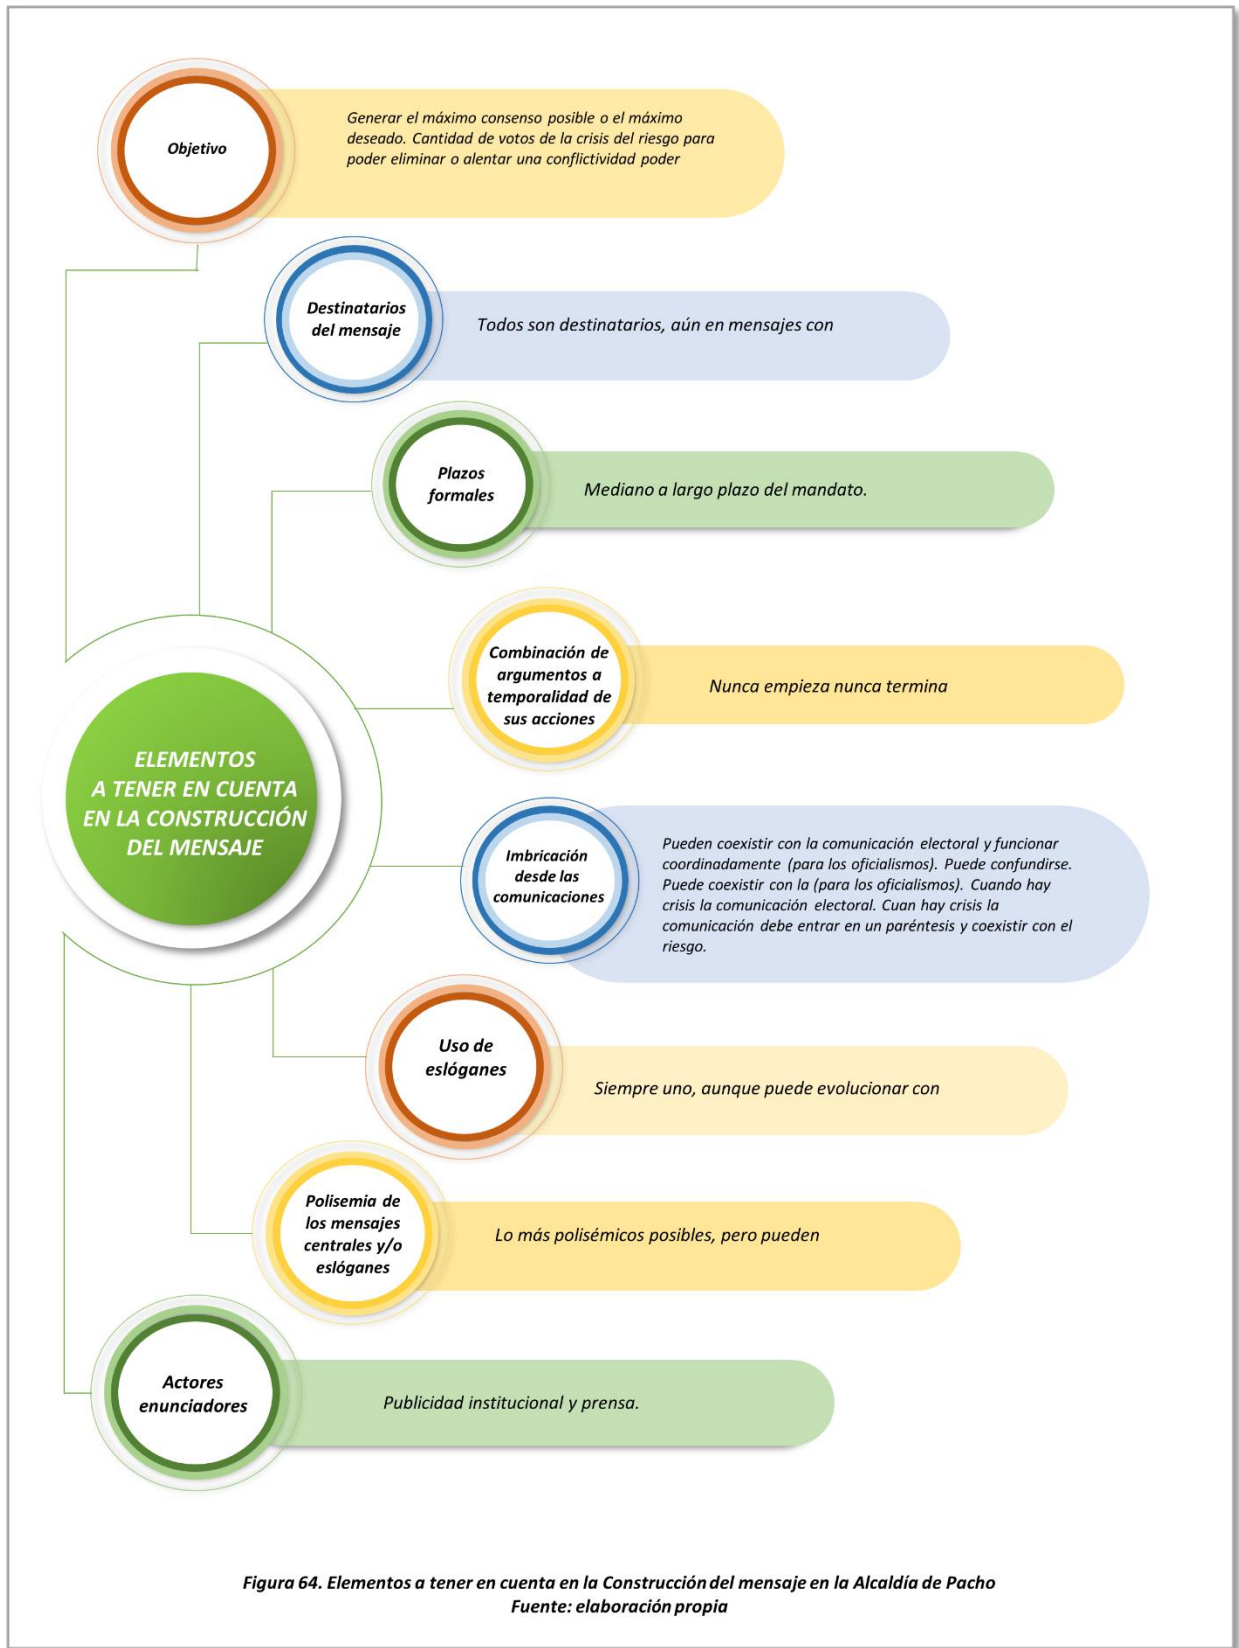 Objetivo
Generar el máximo consenso posible o el máximo
deseado. Cantidad de votos de la crisis del riesgo para
poder eliminar o alentar una conflictividad poder
Destinatarios
del mensaje
Todos son destinatarios, aún en mensajes con
Plazos
formales
Mediano a largo plazo del mandato.
Combinación de
argumentos a
temporalidad de
sus acciones
Nunca empieza nunca termina
ELEMENTOS
A TENER EN CUENTA
EN LA CONSTRUCCIÓN
DEL MENSAJE
Imbricación
desde las
comunicaciones
Pueden coexistir con la comunicación electoral y funcionar
coordinadamente (para los oficialismos). Puede confundirse.
Puede coexistir con la (para los oficialismos). Cuando hay
crisis la comunicación electoral. Cuan hay crisis la
comunicación debe entrar en un paréntesis y coexistir con el
riesgo.
Uso de
eslóganes
Siempre uno, aunque puede evolucionar con
Polisemia de
los mensajes
centrales y/o
eslóganes
Lo más polisémicos posibles, pero pueden
Actores
enunciadores
Publicidad institucional y prensa.
Figura 64. Elementos a tener en cuenta en la Construcción del mensaje en la Alcaldía de Pacho
Fuente: elaboración propia